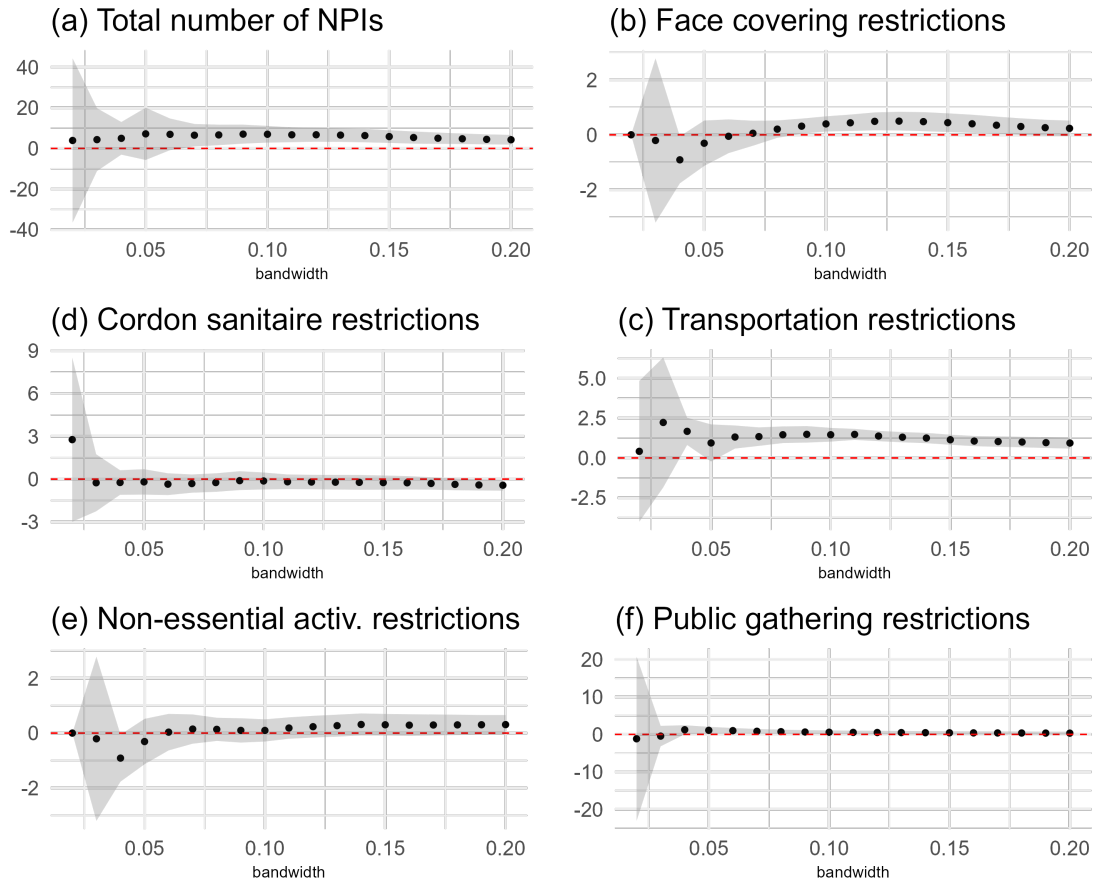 (a) Total number of NPIs
40
20
0
-20
-40
0.05 0.10 0.15 0.20
bandwidth
(b) Face covering restrictions
2
0
-2
0.05 0.10 0.15 0.20
bandwidth
(d) Cordon sanitaire restrictions
9
6
3
0
-3
0.05 0.10 0.15 0.20
bandwidth
(c) Transportation restrictions
5.0
2.5
0.0
-2.5
0.05 0.10 0.15 0.20
bandwidth
(e) Non-essential activ. restrictions
2
0
-2
0.05 0.10 0.15 0.20
bandwidth
(f) Public gathering restrictions
20
10
0
-10
-20
0.05 0.10 0.15 0.20
bandwidth